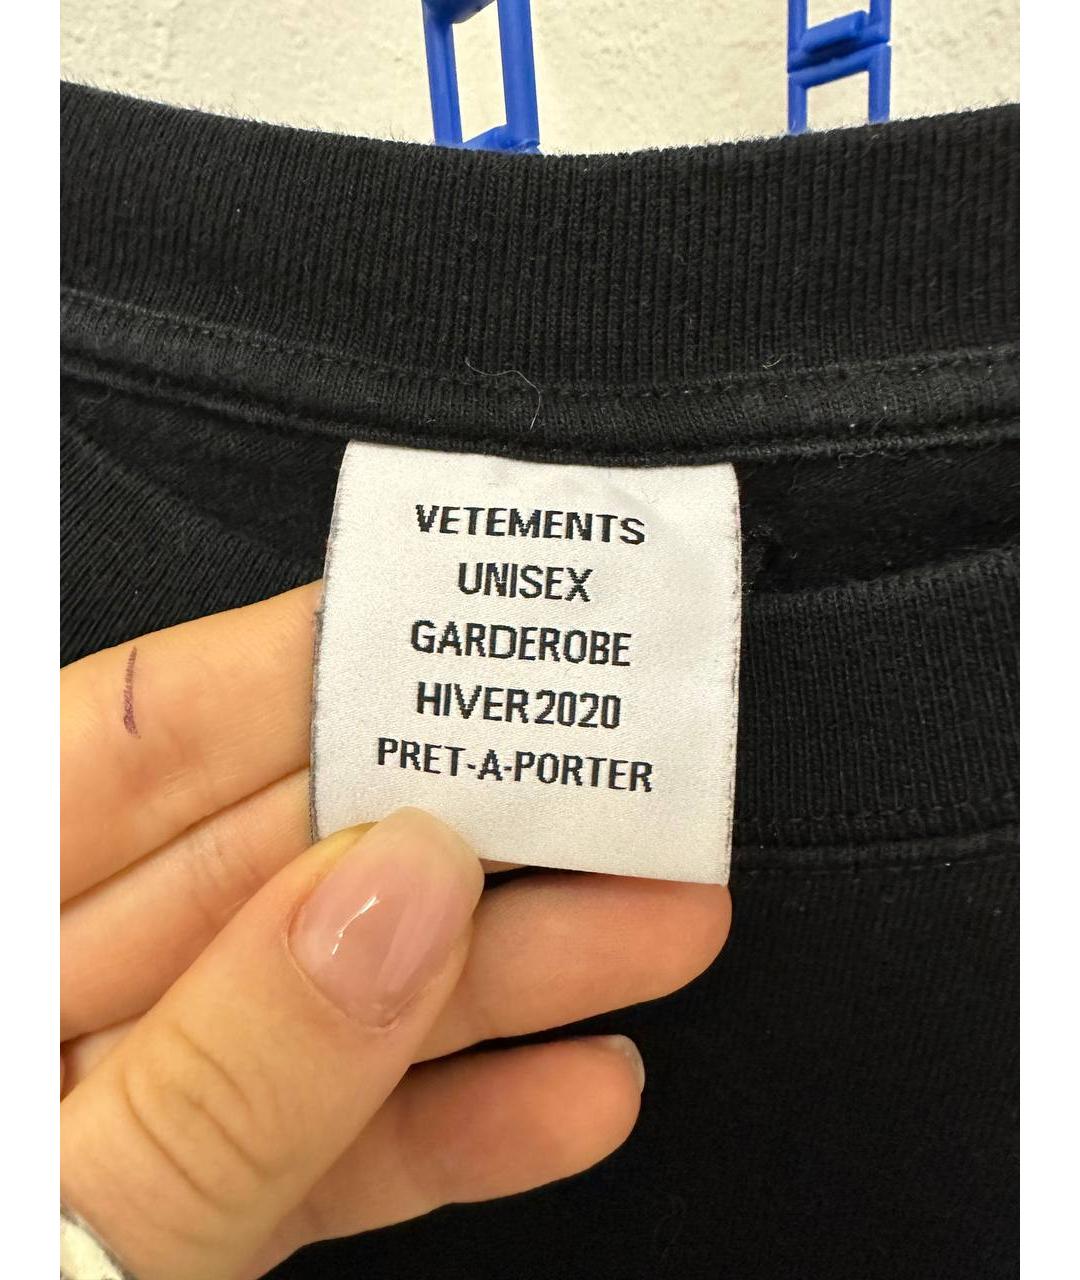 VETEMENTS
UNISEX
GARDEROBE
HIVER 2020
PRET-A-PORTER